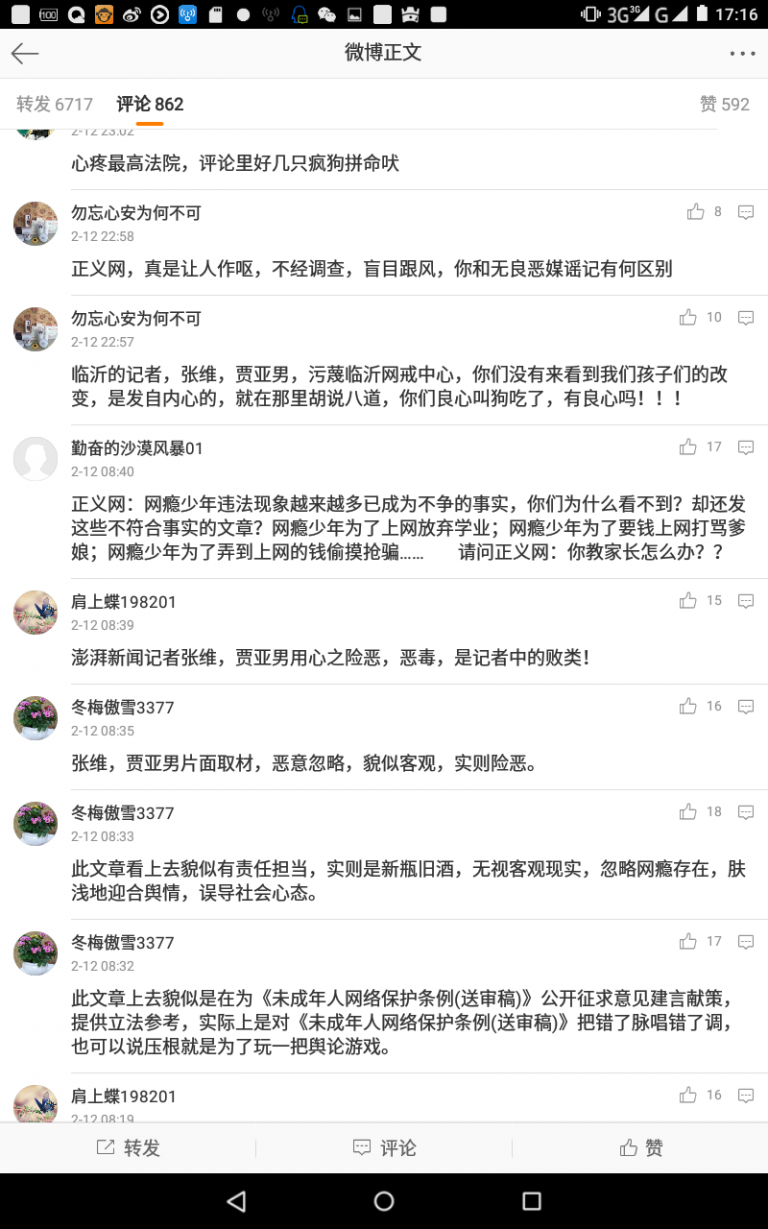 100
3G
3G
G
17:16
微博正文
转发 6717 评论 862 赞 592
2-12 23:02
心疼最高法院，评论里好几只疯狗拼命吠
勿忘心安为何不可 8
2-12 22:58
正义网，真是让人作呕，不经调查，盲目跟风，你和无良恶媒谣记有何区别
勿忘心安为何不可 10
2-12 22:57
临沂的记者，张维，贾亚男，污蔑临沂网戒中心，你们没有来看到我们孩子们的改
变，是发自内心的，就在那里胡说八道，你们良心叫狗吃了，有良心吗！！！
勤奋的沙漠风暴01 17
2-12 08:40
正义网：网瘾少年违法现象越来越多已成为不争的事实，你们为什么看不到？却还发
这些不符合事实的文章？网瘾少年为了上网放弃学业；网瘾少年为了要钱上网打骂爹
娘；网瘾少年为了弄到上网的钱偷摸抢骗…… 请问正义网：你教家长怎么办？？
肩上蝶198201 15
2-12 08:39
澎湃新闻记者张维，贾亚男用心之险恶，恶毒，是记者中的败类！
冬梅傲雪3377 16
2-12 08:35
张维，贾亚男片面取材，恶意忽略，貌似客观，实则险恶。
冬梅傲雪3377 18
2-12 08:33
此文章看上去貌似有责任担当，实则是新瓶旧酒，无视客观现实，忽略网瘾存在，肤
浅地迎合舆情，误导社会心态。
冬梅傲雪3377 17
2-12 08:32
此文章上去貌似是在为《未成年人网络保护条例(送审稿)》公开征求意见建言献策，
提供立法参考，实际上是对《未成年人网络保护条例(送审稿)》把错了脉唱错了调，
也可以说压根就是为了玩一把舆论游戏。
肩上蝶198201 16
2-12 08:19
转发 评论 赞